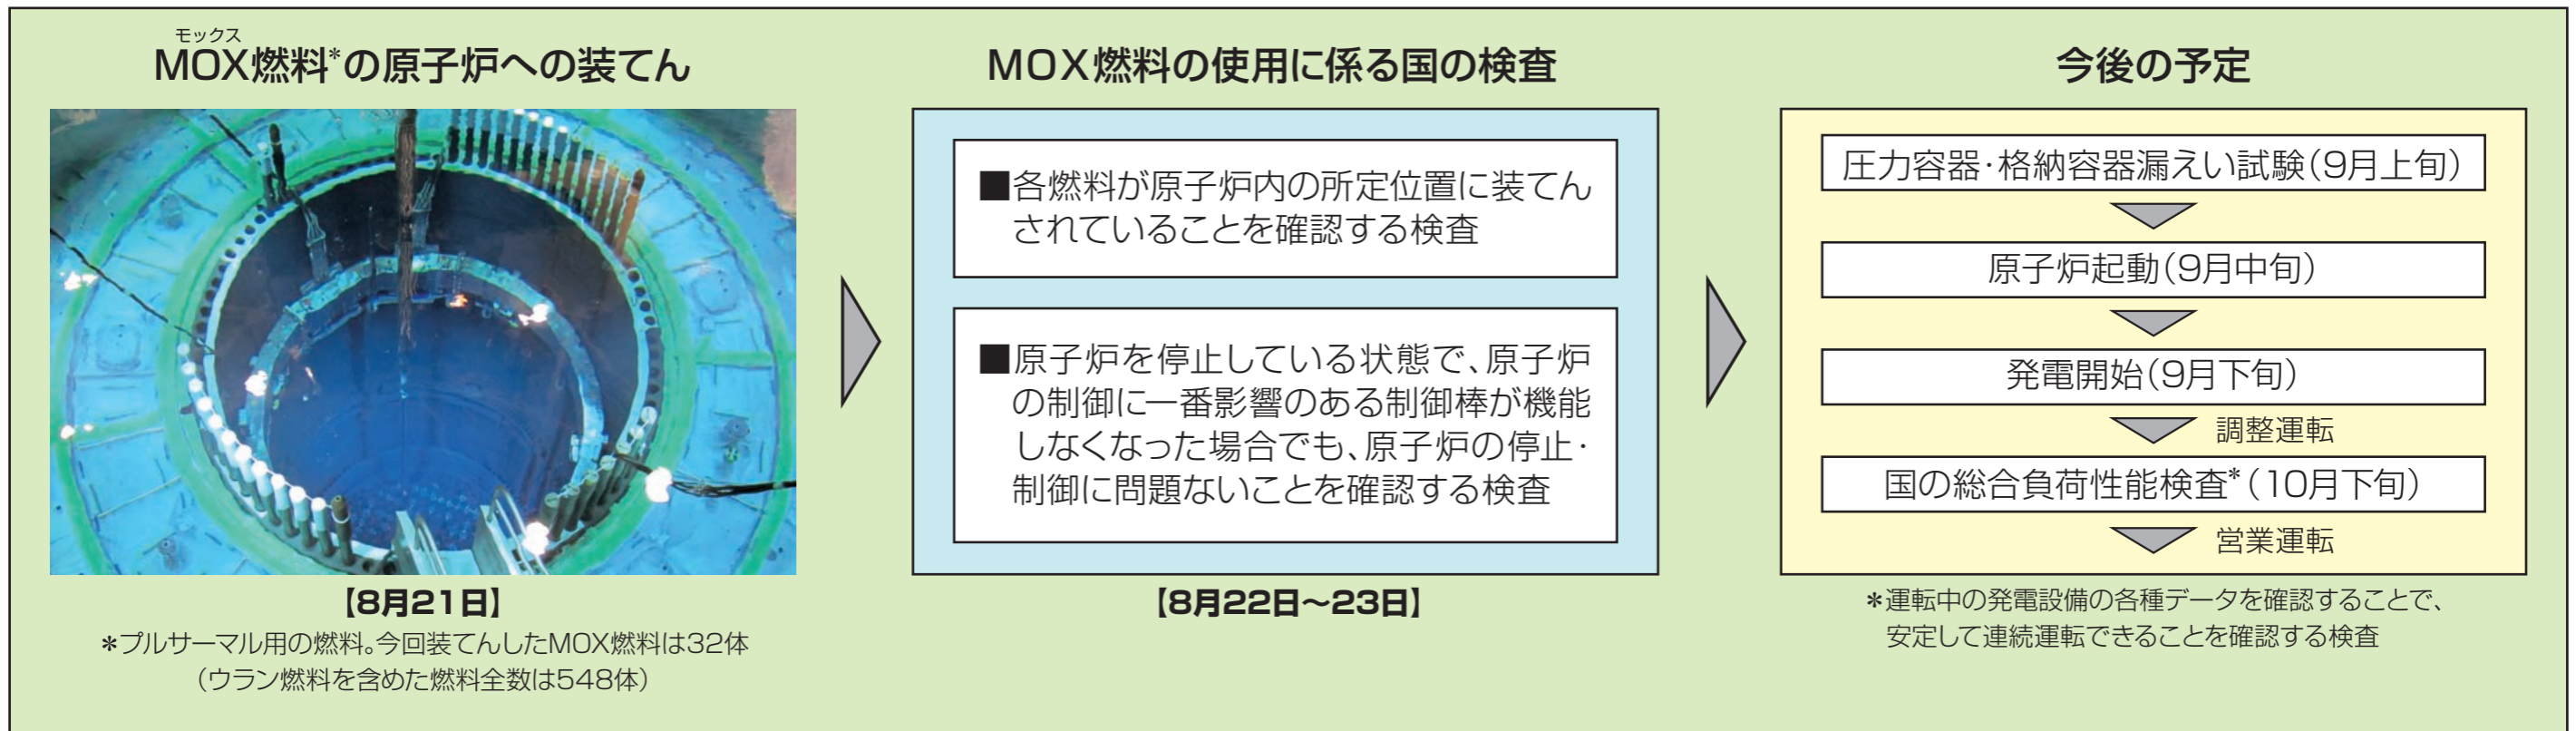 モックス
MOX燃料*の原子炉への装てん
【8月21日】
*プルサーマル用の燃料。今回装てんしたMOX燃料は32体
（ウラン燃料を含めた燃料全数は548体）
MOX燃料の使用に係る国の検査
■各燃料が原子炉内の所定位置に装てん
されていることを確認する検査
■原子炉を停止している状態で、原子炉
の制御に一番影響のある制御棒が機能
しなくなった場合でも、原子炉の停止・
制御に問題ないことを確認する検査
【8月22日～23日】
今後の予定
圧力容器・格納容器漏えい試験（9月上旬）
原子炉起動（9月中旬）
発電開始（9月下旬）
調整運転
国の総合負荷性能検査*（10月下旬）
営業運転
*運転中の発電設備の各種データを確認することで、
安定して連続運転できることを確認する検査